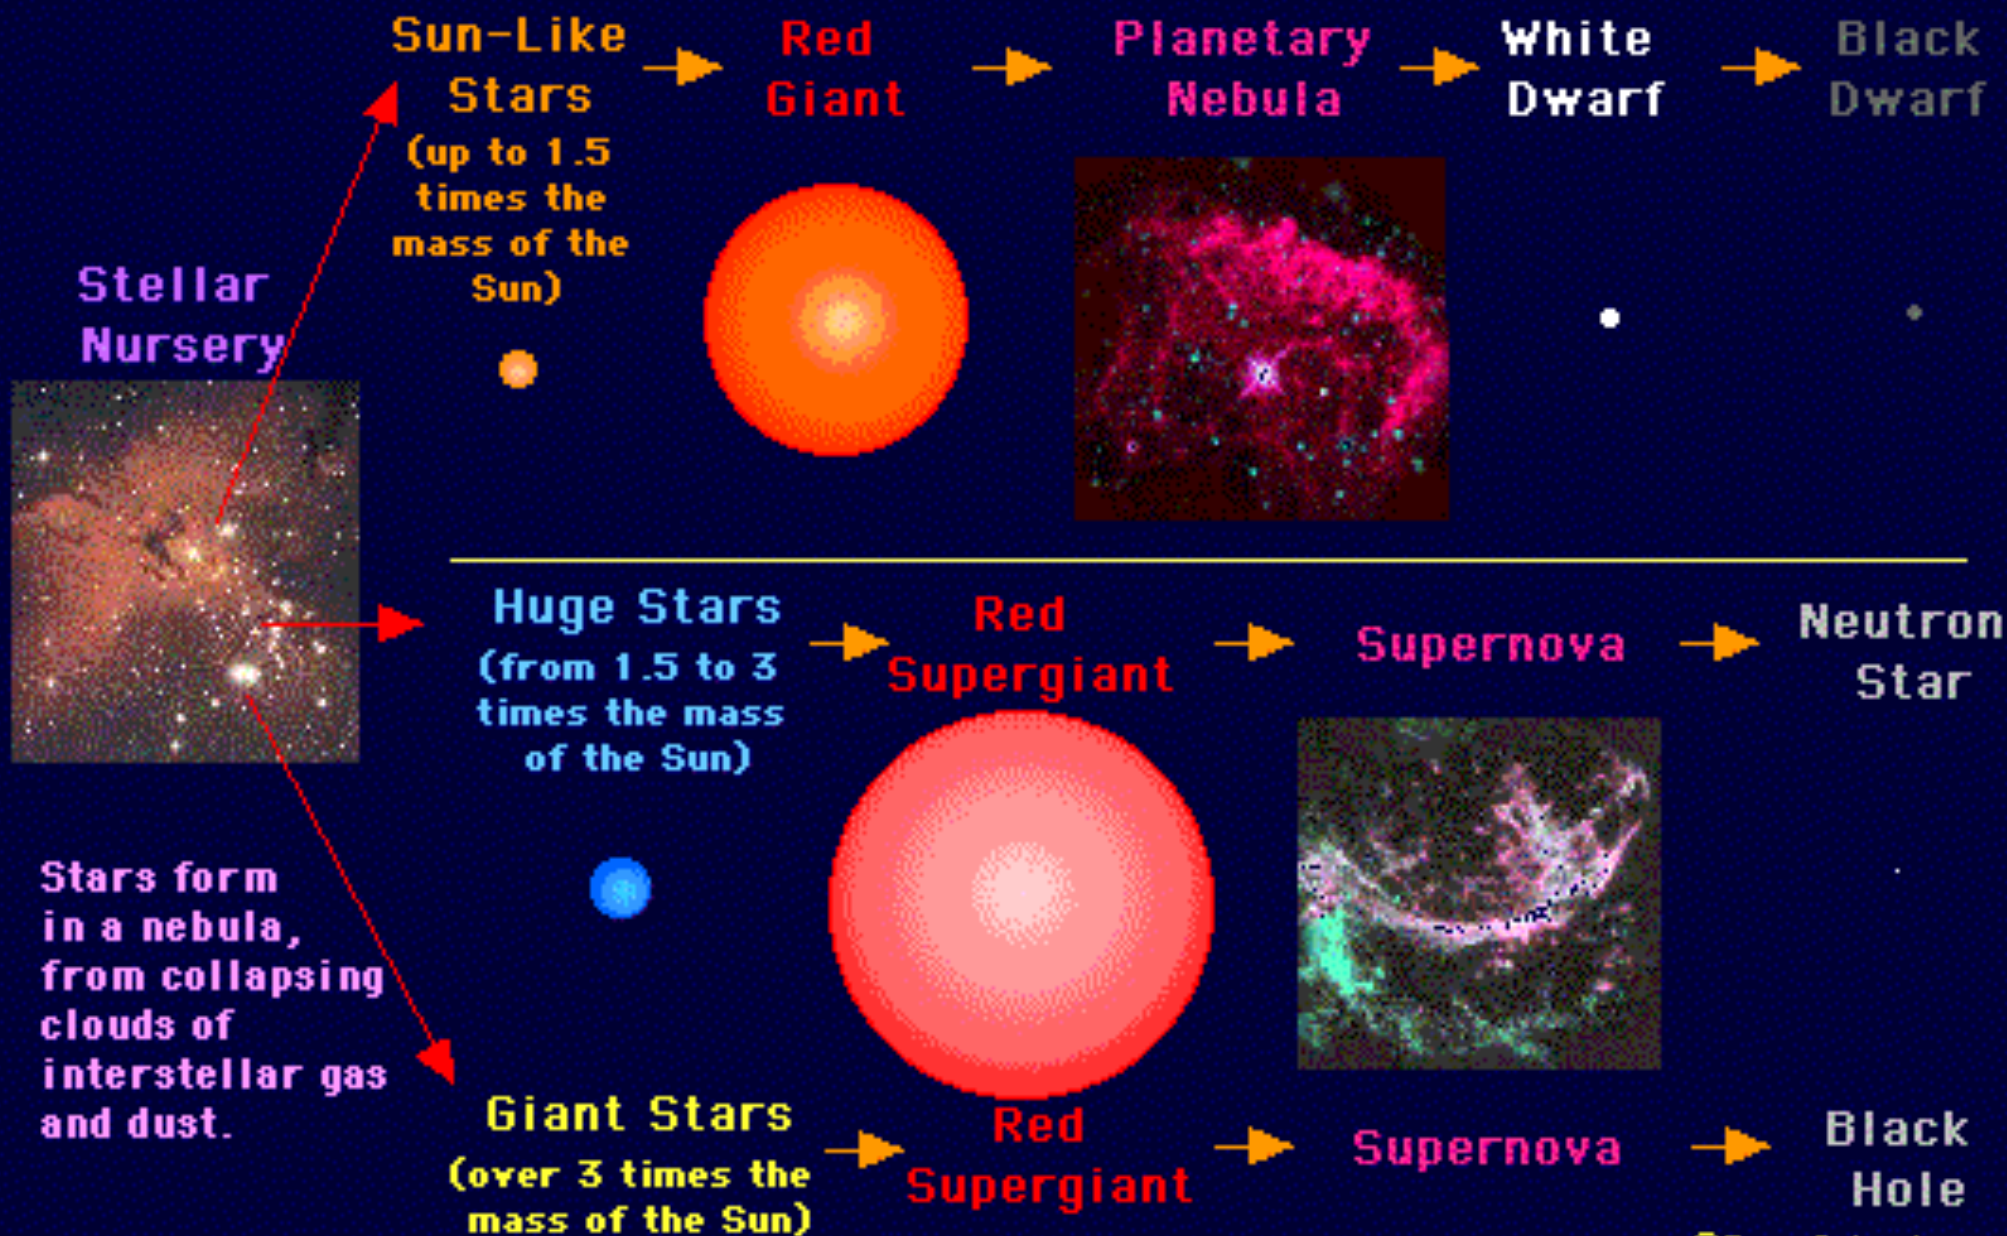 Sun-Like
Stars
(up to 1.5
times the
mass of the
Sun)
Red
Giant
Planetary
Nebula
White
Dwarf
Black
Dwarf
Stellar
Nursery
Huge Stars
(from 1.5 to 3
times the mass
of the Sun)
Red
Supergiant
Supernova
Neutron
Star
Stars form
in a nebula,
from collapsing
clouds of
interstellar gas
and dust.
Giant Stars
(over 3 times the
mass of the Sun)
Red
Supergiant
Supernova
Black
Hole